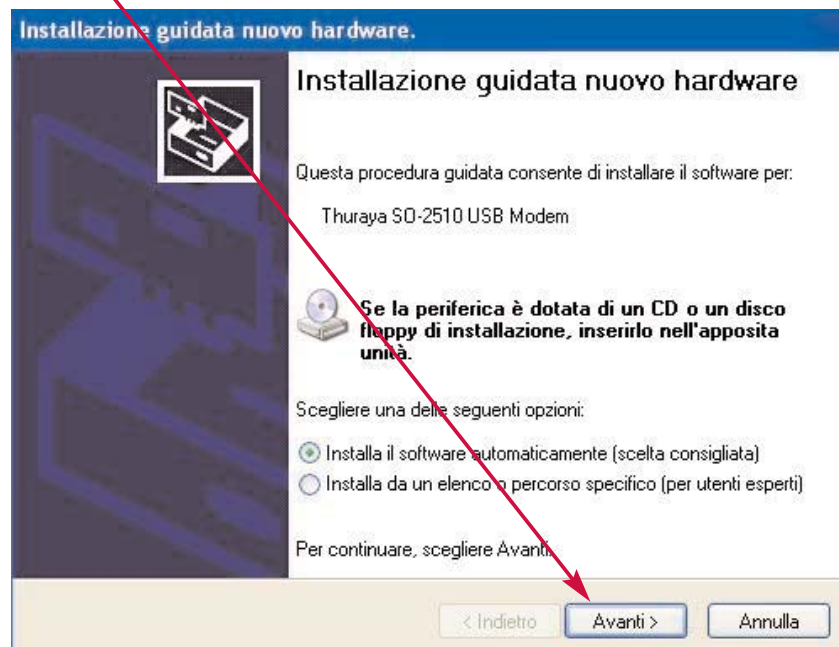 Installazione guidata nuovo hardware.
Installazione guidata nuovo hardware
Questa procedura guidata consente di installare il software per:
Thuraya SO-2510 USB Modem
Se la periferica è dotata di un CD o un disco
floppy di installazione, inserirlo nell'apposita
unità.
Scegliere una delle seguenti opzioni:
Installa il software automaticamente (scelta consigliata)
Installa da un elenco o percorso specifico (per utenti esperti)
Per continuare, scegliere Avanti.
< Indietro Avanti > Annulla